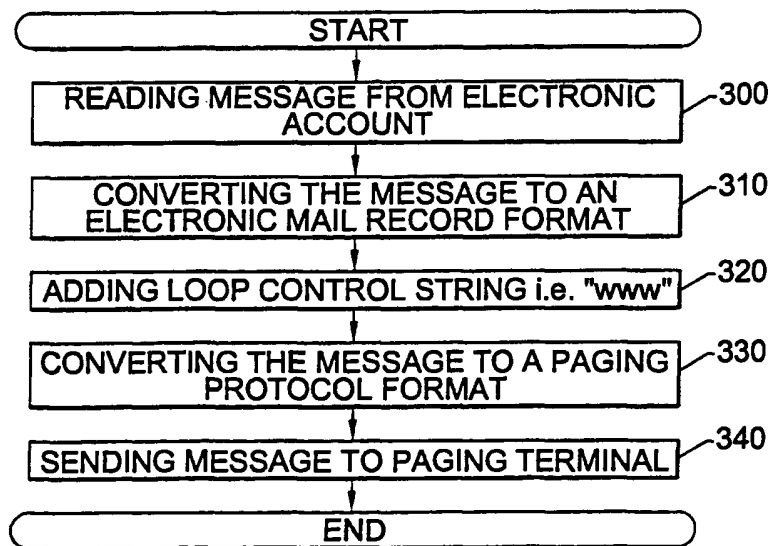 START
READING MESSAGE FROM ELECTRONIC
ACCOUNT
300
CONVERTING THE MESSAGE TO AN
ELECTRONIC MAIL RECORD FORMAT
310
ADDING LOOP CONTROL STRING i.e. "www"
320
CONVERTING THE MESSAGE TO A PAGING
PROTOCOL FORMAT
330
SENDING MESSAGE TO PAGING TERMINAL
340
END